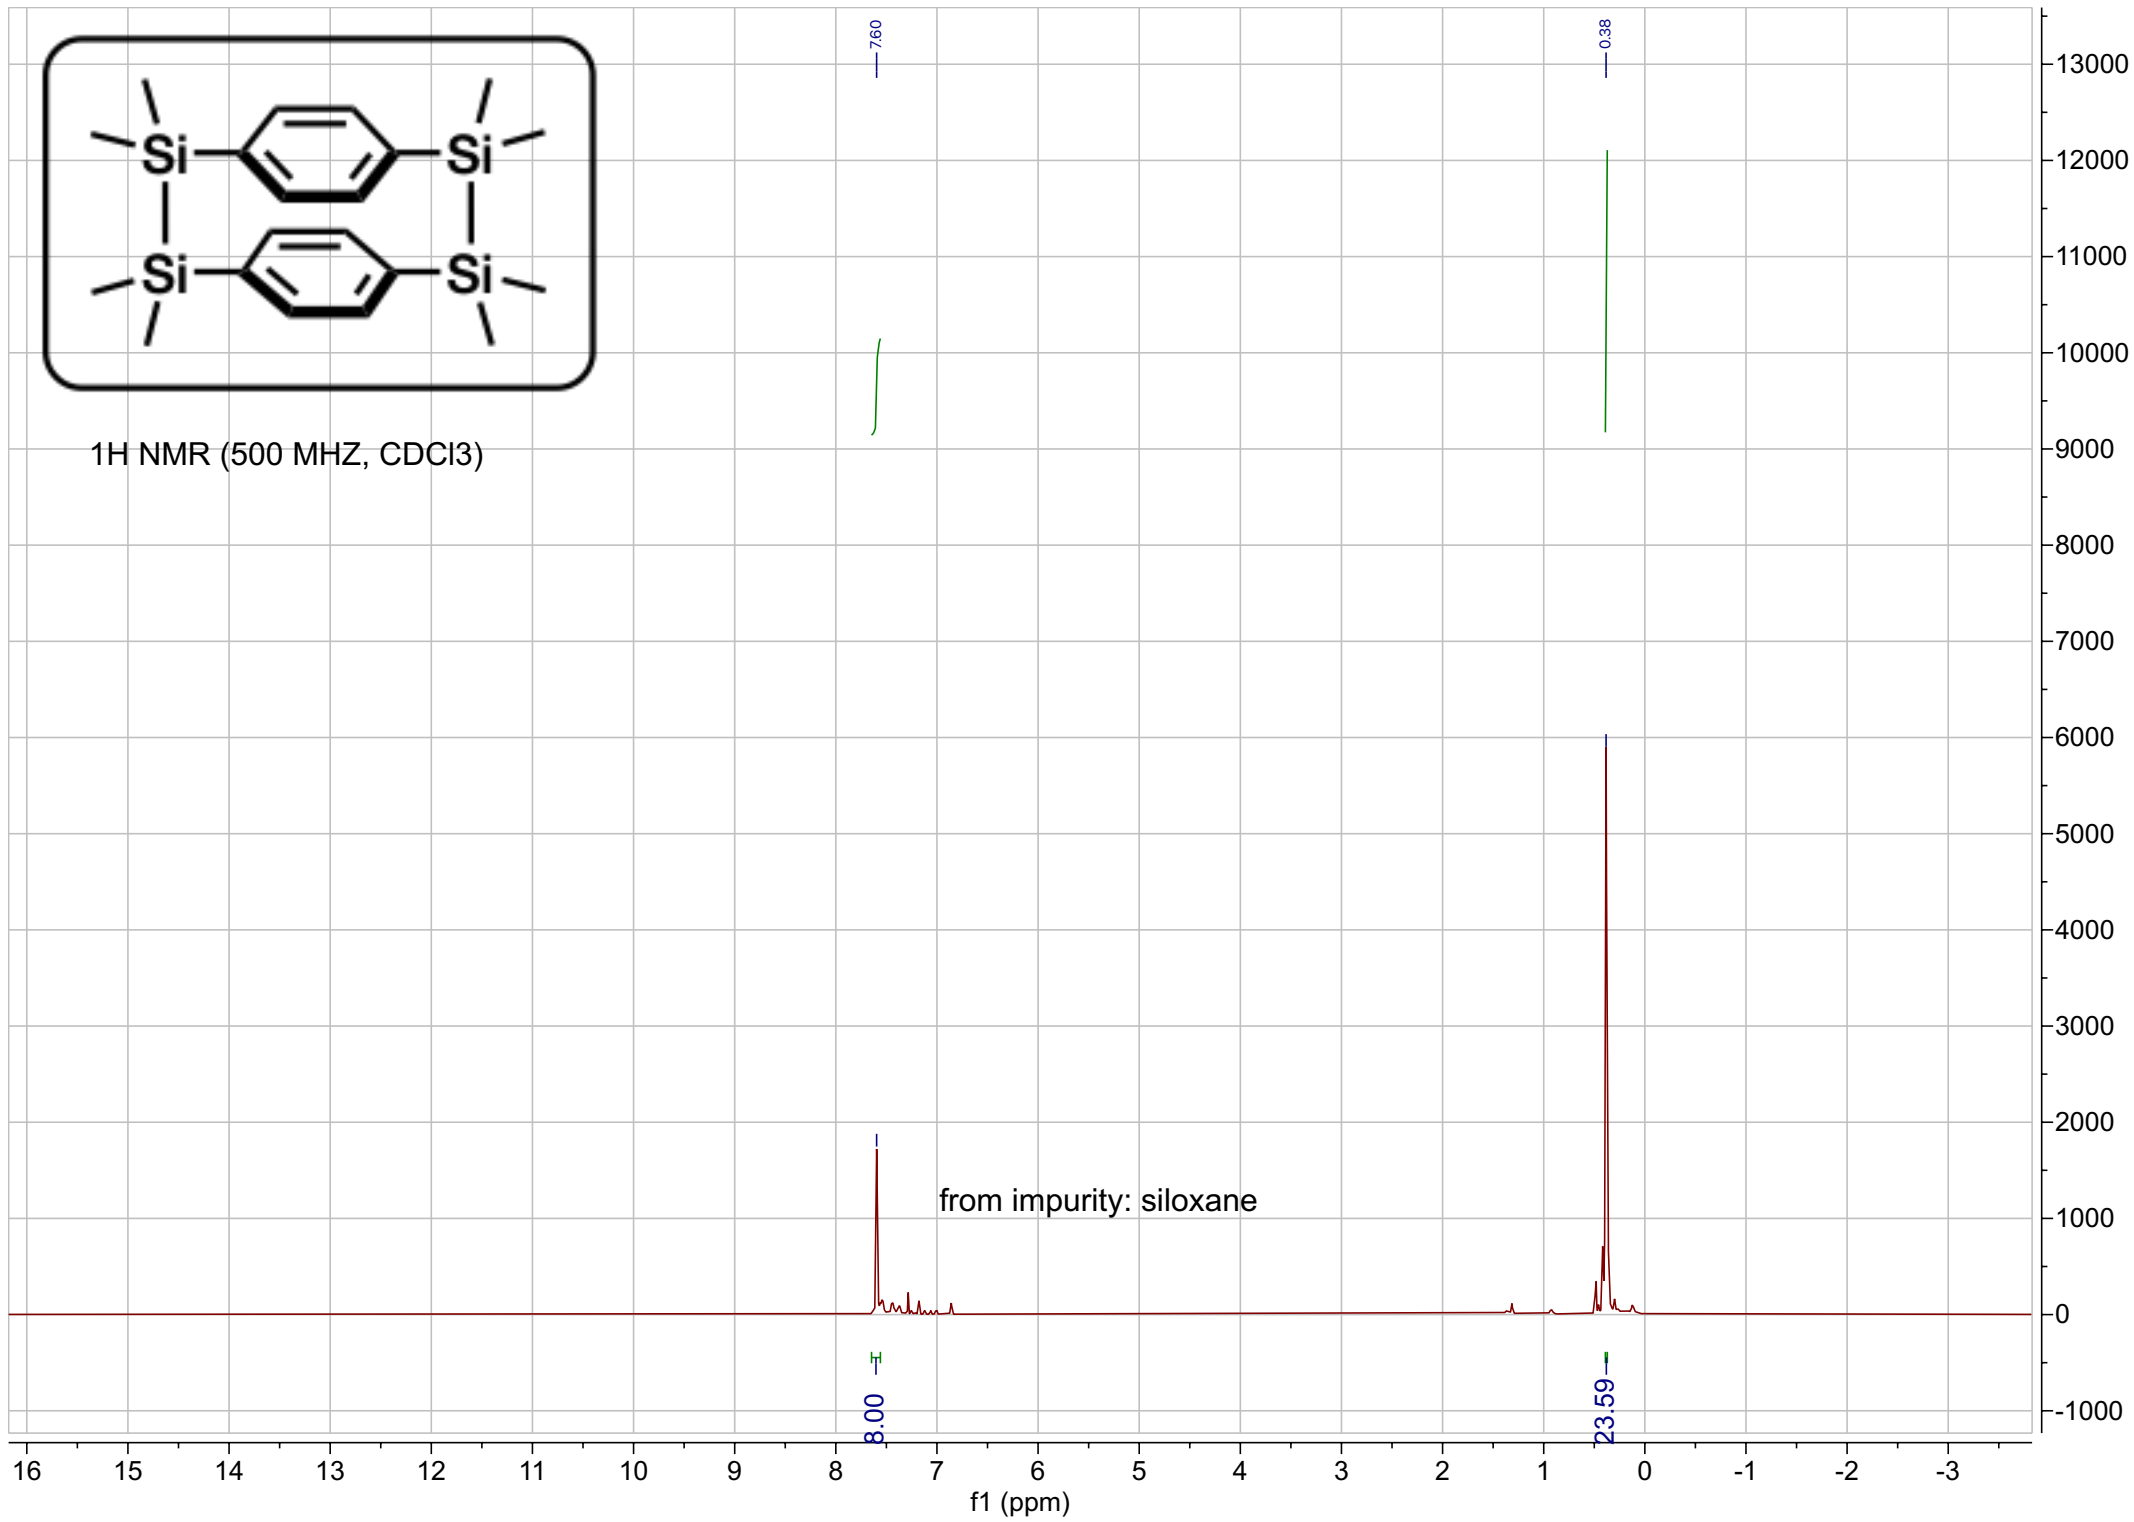 7.60
0.38
Si
Si
Si
Si
1H NMR (500 MHZ, CDCl3)
13000
12000
11000
10000
9000
8000
7000
6000
5000
4000
3000
2000
1000
0
-1000
from impurity: siloxane
8.00
23.59
16 15 14 13 12 11 10 9 8 7 6 5 4 3 2 1 0 -1 -2 -3
f1 (ppm)